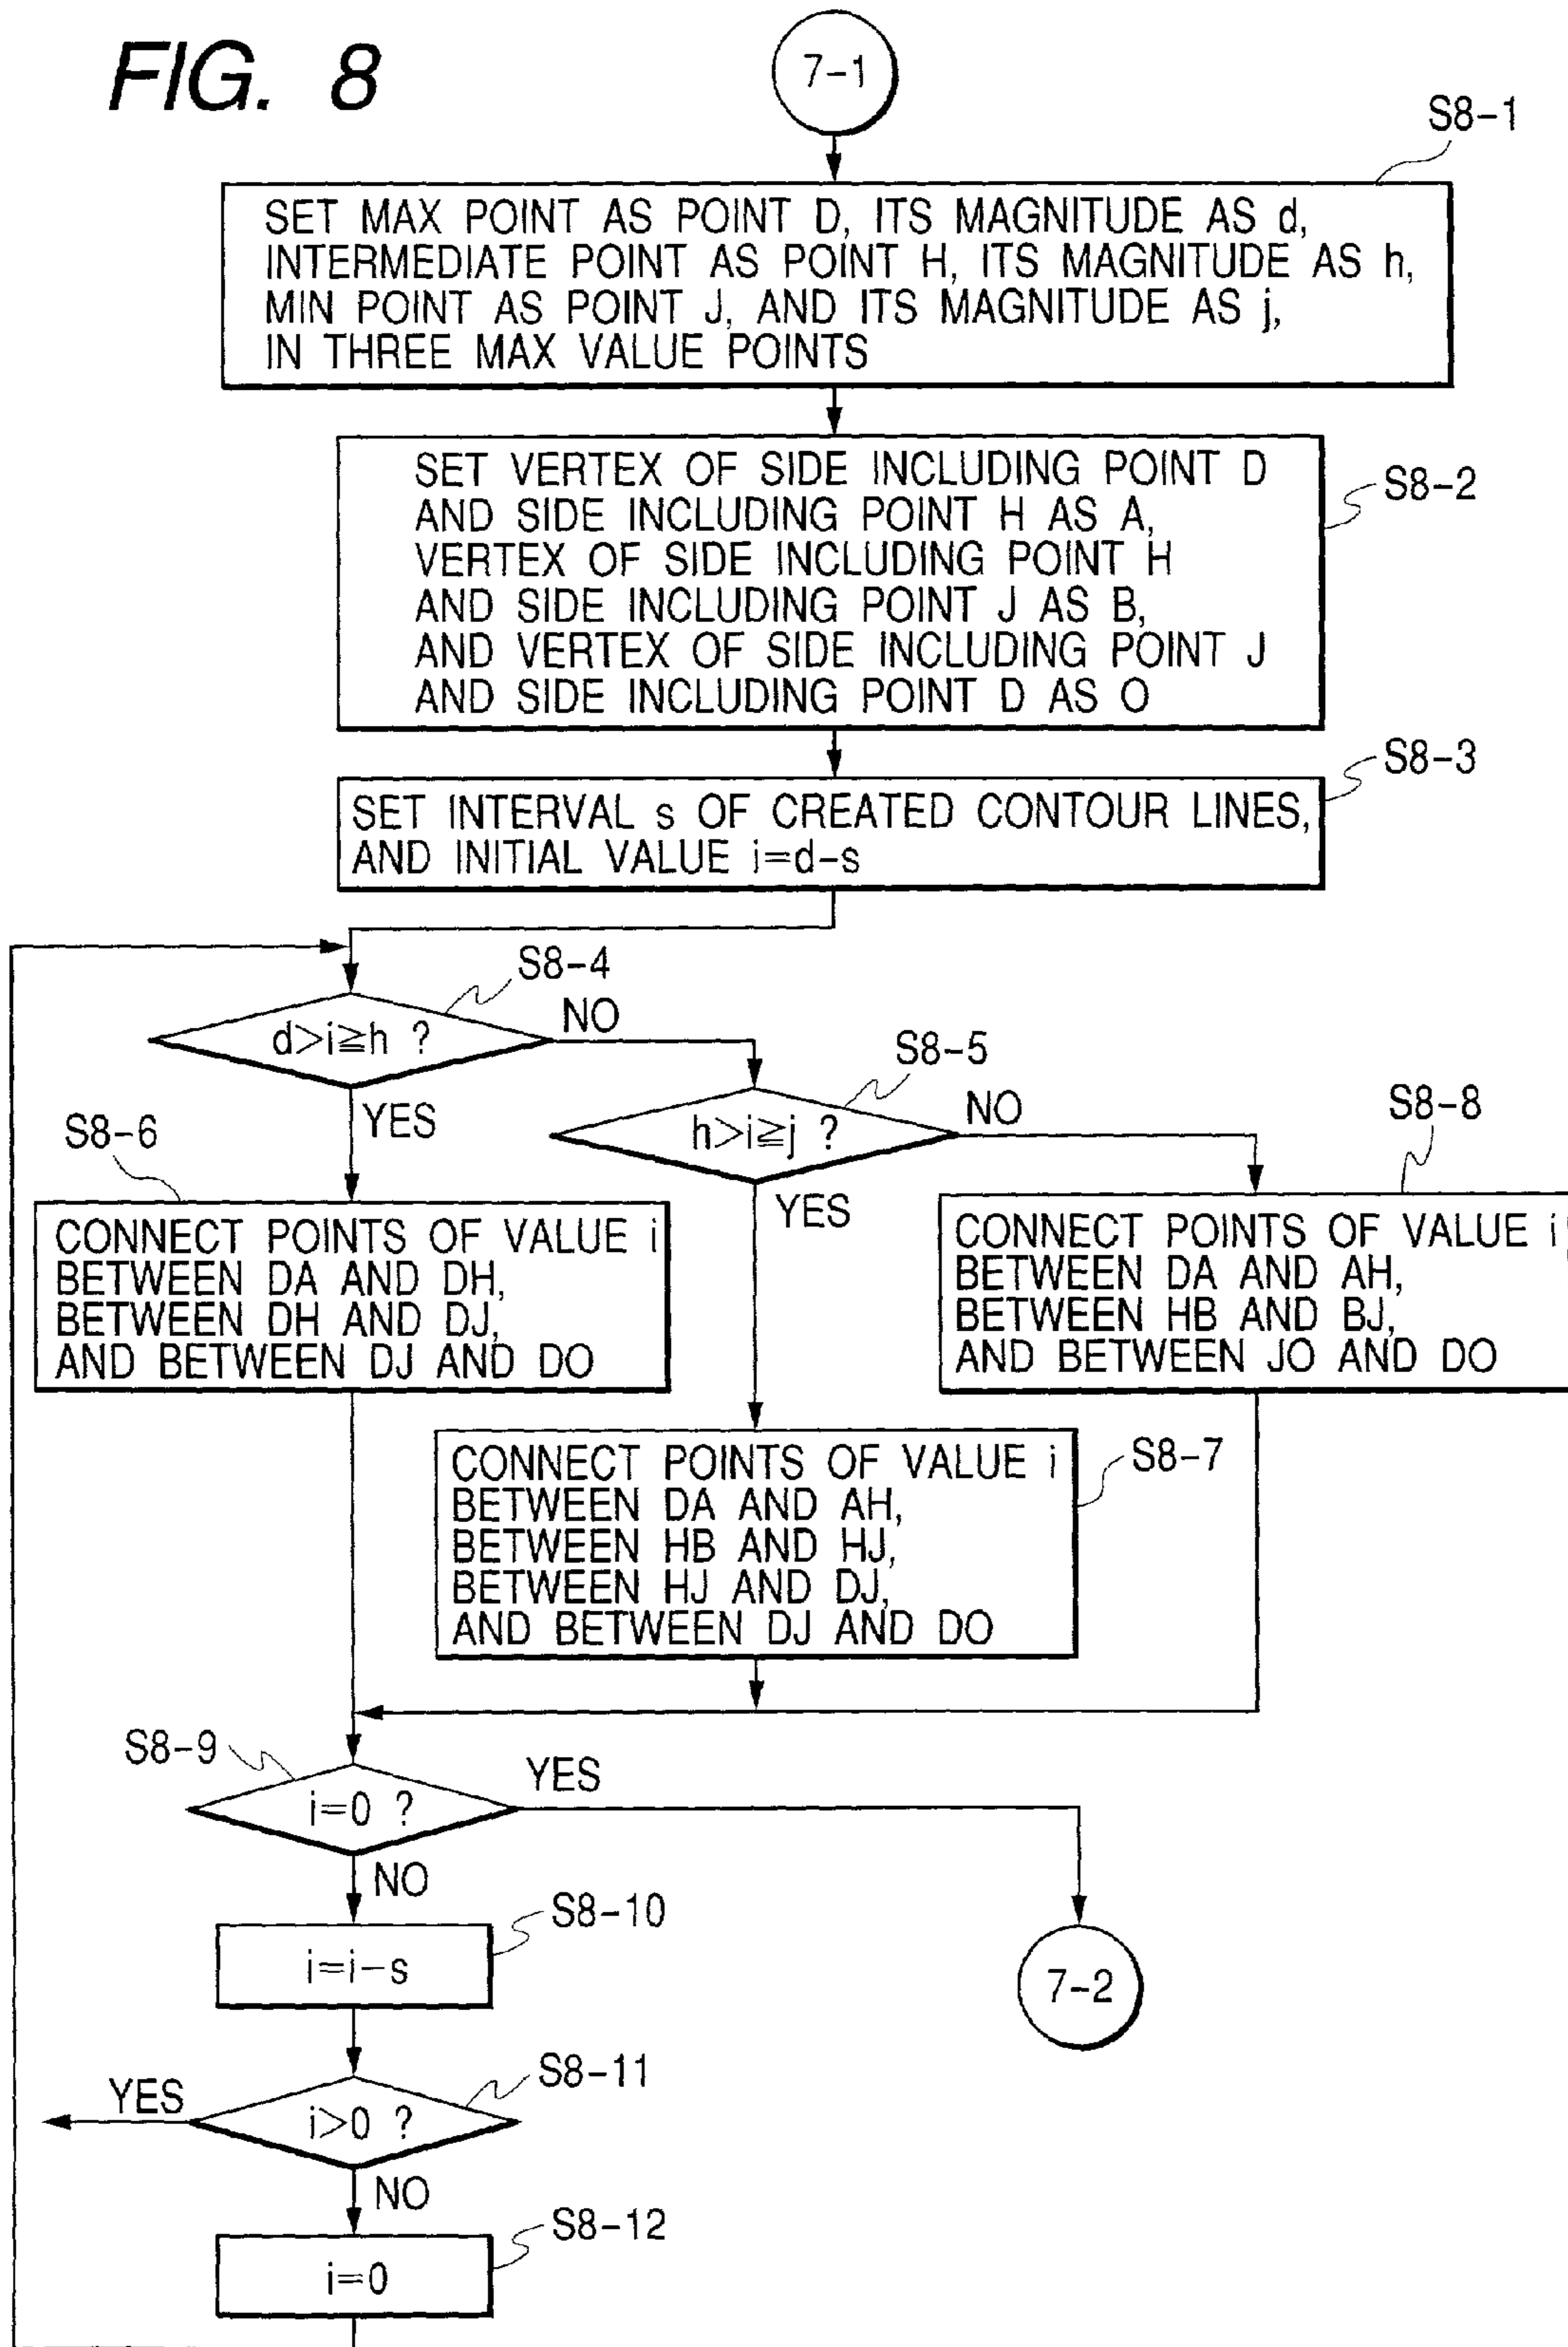 FIG. 8
7-1
S8-1
SET MAX POINT AS POINT D, ITS MAGNITUDE AS d,
INTERMEDIATE POINT AS POINT H, ITS MAGNITUDE AS h,
MIN POINT AS POINT J, AND ITS MAGNITUDE AS j,
IN THREE MAX VALUE POINTS
S8-2
SET VERTEX OF SIDE INCLUDING POINT D
AND SIDE INCLUDING POINT H AS A,
VERTEX OF SIDE INCLUDING POINT H
AND SIDE INCLUDING POINT J AS B,
AND VERTEX OF SIDE INCLUDING POINT J
AND SIDE INCLUDING POINT D AS O
S8-3
SET INTERVAL s OF CREATED CONTOUR LINES,
AND INITIAL VALUE i=d-s
S8-4
d>i≧h ?
NO
YES
S8-5
h>i≧j ?
NO
YES
S8-6
CONNECT POINTS OF VALUE i
BETWEEN DA AND DH,
BETWEEN DH AND DJ,
AND BETWEEN DJ AND DO
S8-8
CONNECT POINTS OF VALUE i
BETWEEN DA AND AH,
BETWEEN HB AND BJ,
AND BETWEEN JO AND DO
S8-7
CONNECT POINTS OF VALUE i
BETWEEN DA AND AH,
BETWEEN HB AND HJ,
BETWEEN HJ AND DJ,
AND BETWEEN DJ AND DO
S8-9
i=0 ?
YES
NO
S8-10
i=i-s
7-2
S8-11
i>0 ?
YES
NO
S8-12
i=0